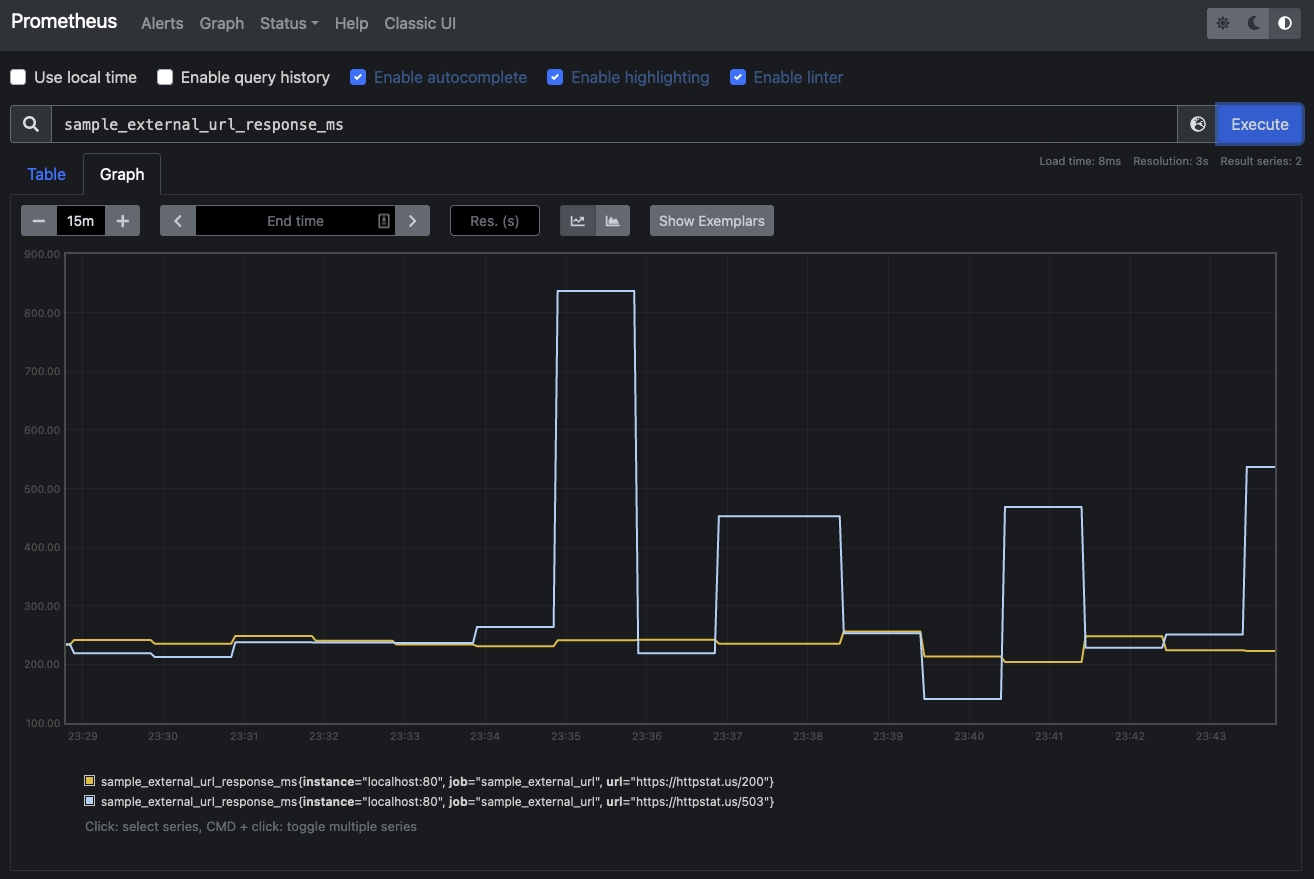 Prometheus Alerts Graph Status Help Classic UI
Use local time Enable query history Enable autocomplete Enable highlighting Enable linter
sample_external_url_response_ms Execute
Load time: 8ms Resolution: 3s Result series: 2
Table Graph
15m End time Res. (s) Show Exemplars
900.00
800.00
700.00
600.00
500.00
400.00
300.00
200.00
100.00
23:29 23:30 23:31 23:32 23:33 23:34 23:35 23:36 23:37 23:38 23:39 23:40 23:41 23:42 23:43
sample_external_url_response_ms{instance="localhost:80", job="sample_external_url", url="https://httpstat.us/200"}
sample_external_url_response_ms{instance="localhost:80", job="sample_external_url", url="https://httpstat.us/503"}
Click: select series, CMD + click: toggle multiple series